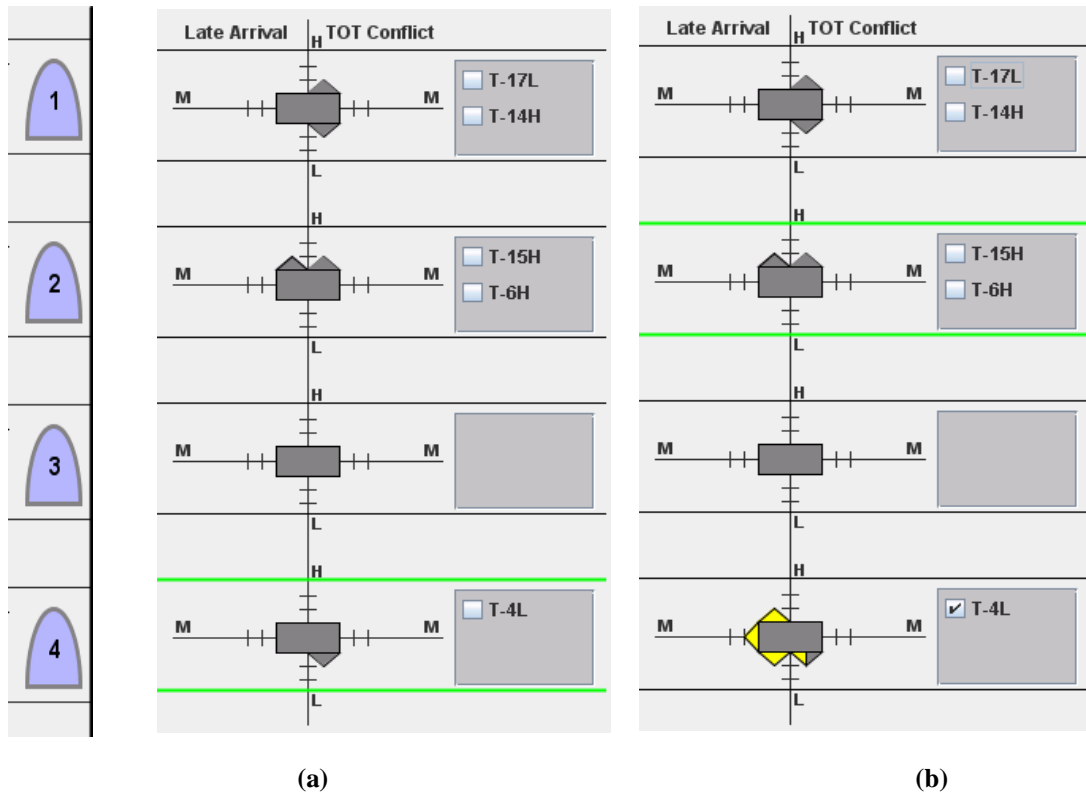 1
2
3
4
Late Arrival H TOT Conflict
M M
T-17L
T-14H
L
H
M M
T-15H
T-6H
L
H
M M
L
H
M M
T-4L
L
(a)
Late Arrival H TOT Conflict
M M
T-17L
T-14H
L
H
M M
T-15H
T-6H
L
H
M M
L
H
M M
T-4L
L
(b)